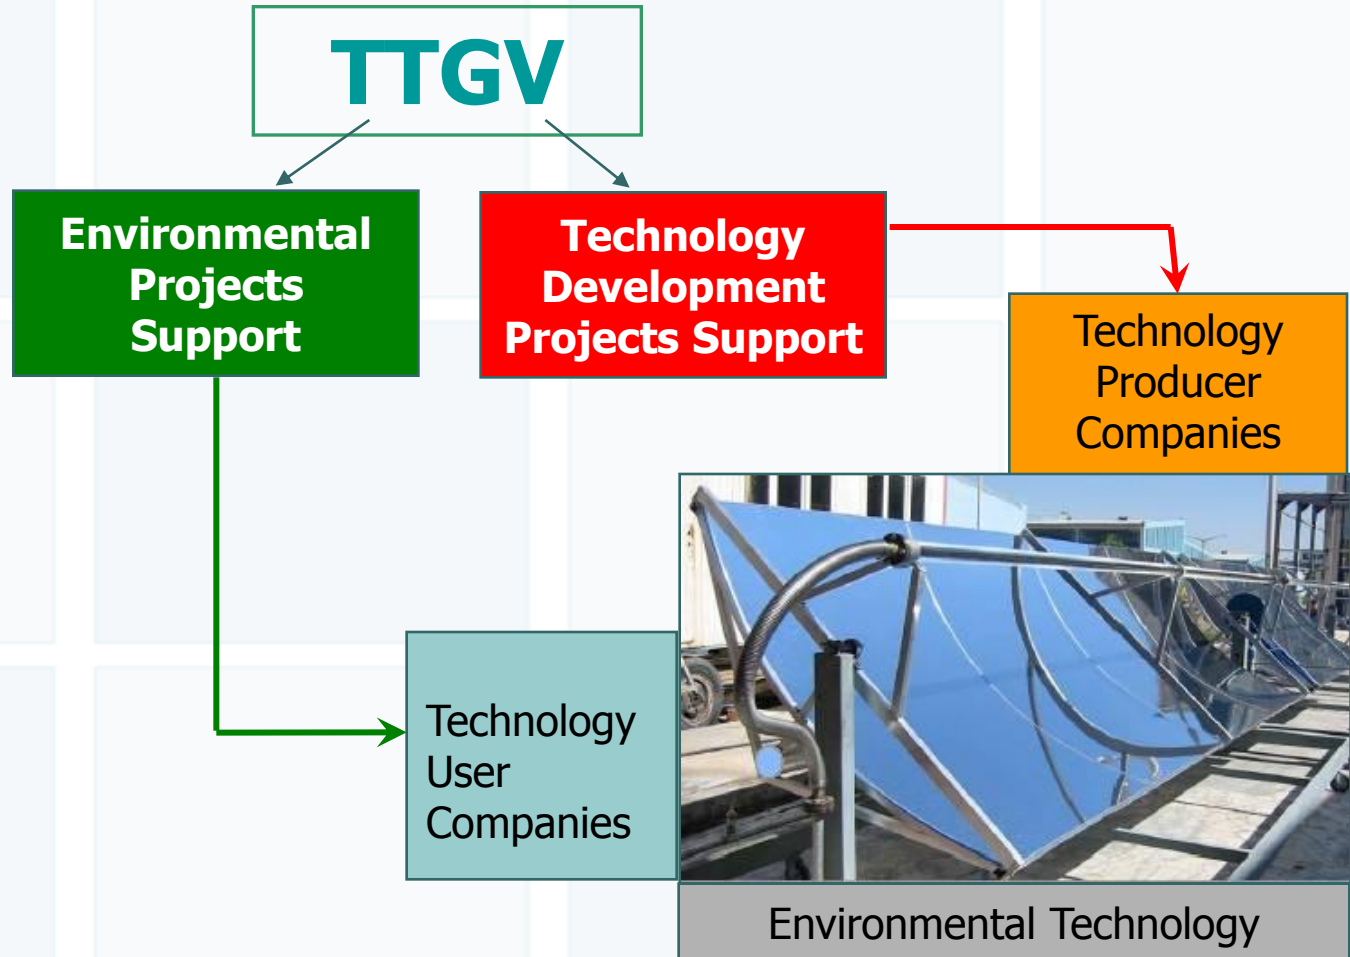 TTGV
Environmental
Projects
Support
Technology
Development
Projects Support
Technology
Producer
Companies
Technology
User
Companies
Environmental Technology